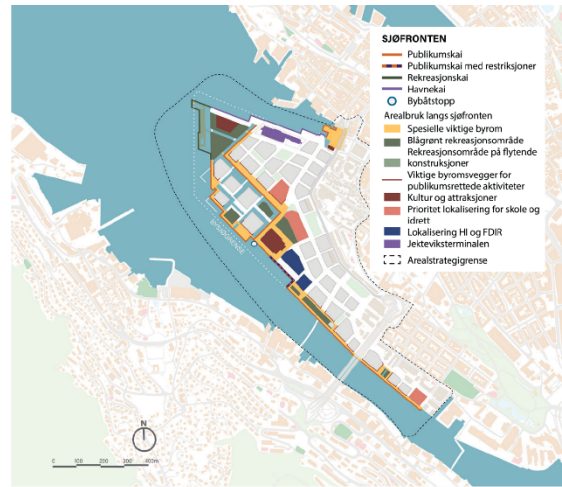 SJØFRONTEN
Publikumskai
Publikumskai med restriksjoner
Rekreasjonskai
Havnekai
Bybåtstopp
Arealbruk langs sjøfronten
Spesielle viktige byrom
Blågrønt rekreasjonsområde
Rekreasjonsområde på flytende
konstruksjoner
Viktige byromsvegger for
publikumsrettede aktiviteter
Kultur og attraksjoner
Prioritet lokalisering for skole og
idrett
Lokalisering HI og FDIR
Jekteviksterminalen
Arealstrategigrense
N
0 100 200 300 400m